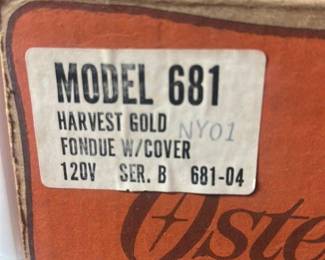 MODEL 681
HARVEST GOLD NY01
FONDUE W/COVER
120V SER. B 681-04
Oste